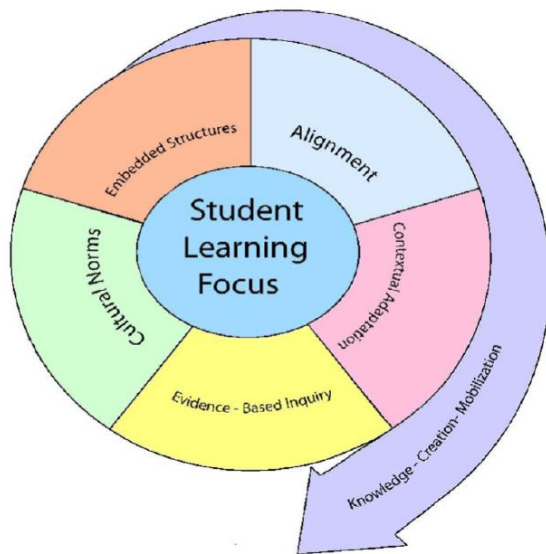 Embedded Structures
Alignment
Student
Learning
Focus
Contextual Adaptation
Cultural Norms
Evidence - Based Inquiry
Knowledge - Creation- Mobilization